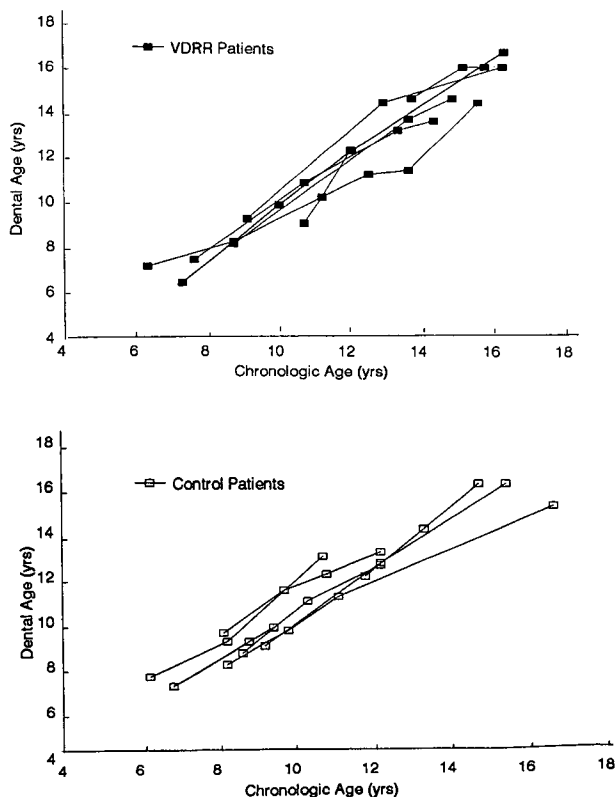 18
16
14
12
10
8
6
4
Dental Age (yrs)
VDRR Patients
4 6 8 10 12 14 16 18
Chronologic Age (yrs)
18
16
14
12
10
8
6
4
Dental Age (yrs)
Control Patients
4 6 8 10 12 14 16 18
Chronologic Age (yrs)